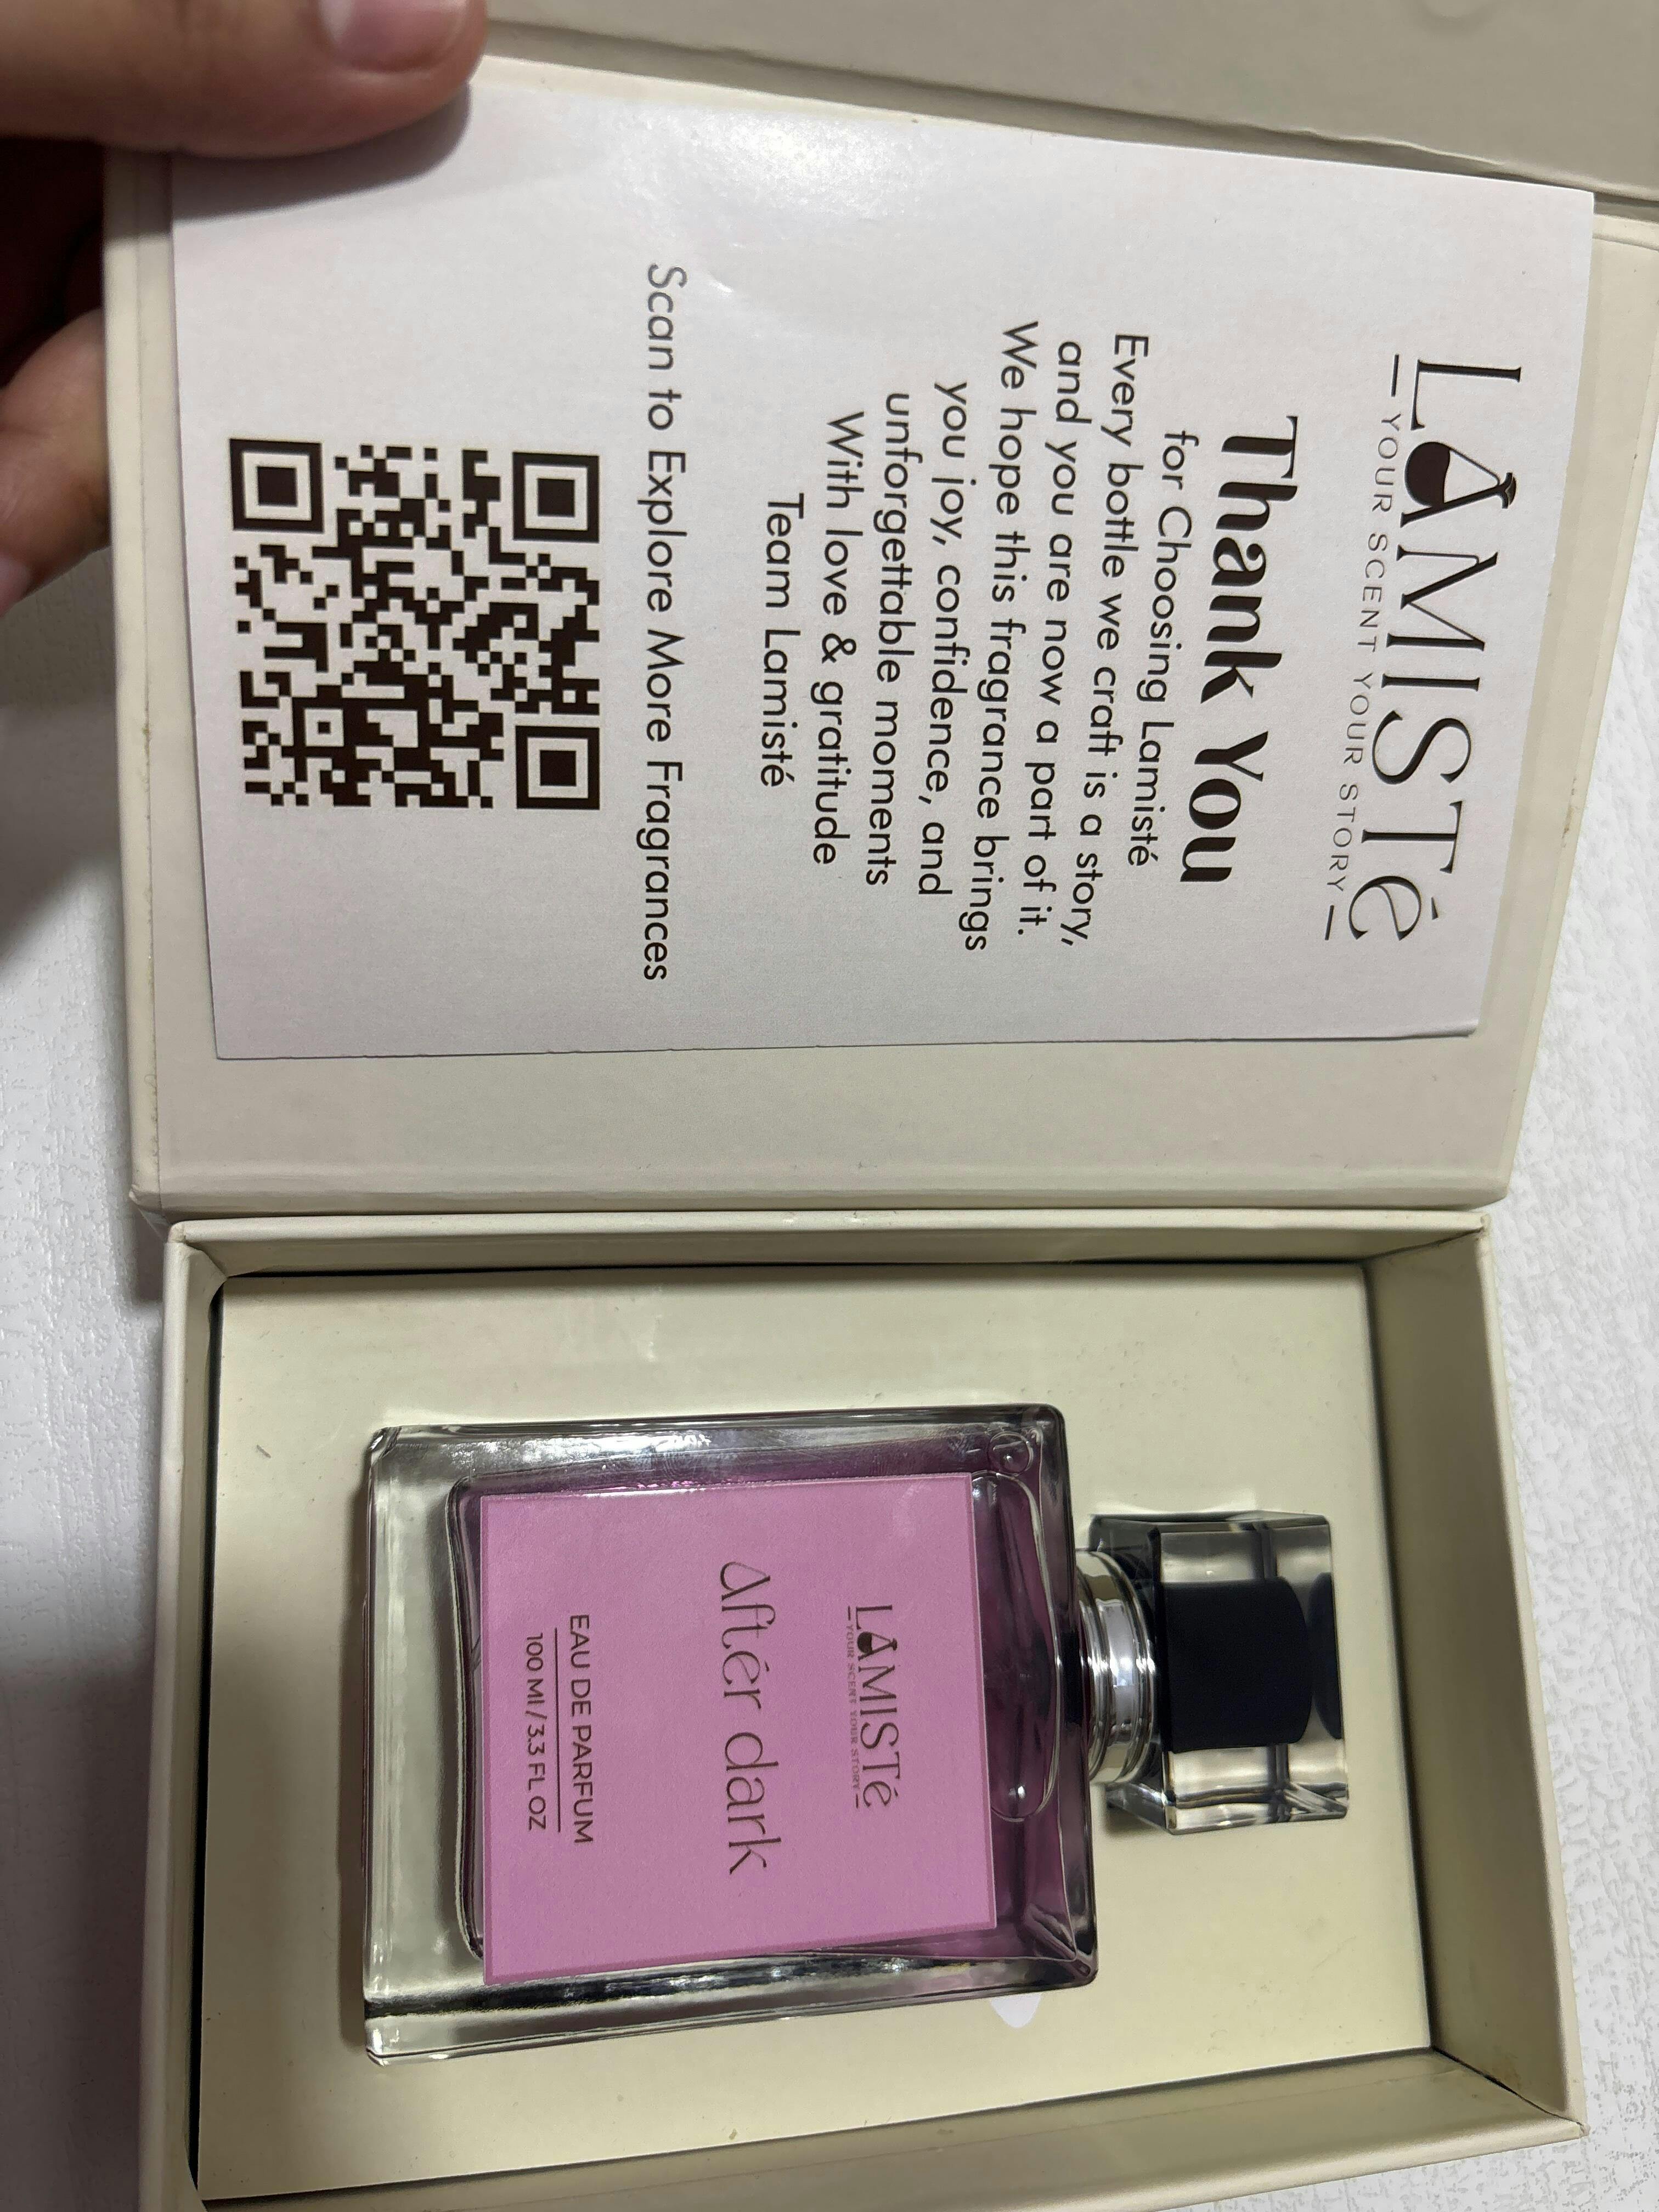 LAMISTé
YOUR SCENT YOUR STORY
Thank You
for Choosing Lamisté
Every bottle we craft is a story,
and you are now a part of it.
We hope this fragrance brings
you joy, confidence, and
unforgettable moments
With love & gratitude
Team Lamisté
Scan to Explore More Fragrances
LAMISTé
YOUR SCENT YOUR STORY
Aftér dark
EAU DE PARFUM
100 Ml / 3.3 FL OZ